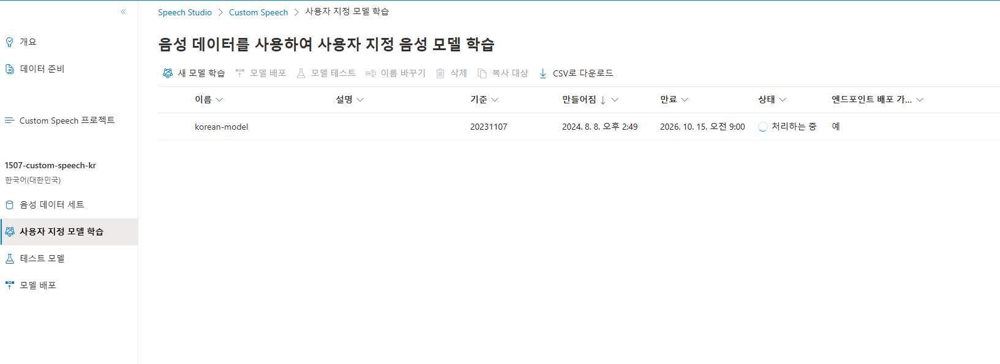 Speech Studio > Custom Speech > 사용자 지정 모델 학습
개요
데이터 준비
Custom Speech 프로젝트
1507-custom-speech-kr
한국어(대한민국)
음성 데이터 세트
사용자 지정 모델 학습
테스트 모델
모델 배포
음성 데이터를 사용하여 사용자 지정 음성 모델 학습
새 모델 학습 모델 배포 모델 테스트 이름 바꾸기 삭제 복사 대상 CSV로 다운로드
이름 설명 기준 만들어짐 ↓ 만료 상태 엔드포인트 배포 가...
korean-model 20231107 2024. 8. 8. 오후 2:49 2026. 10. 15. 오전 9:00 처리하는 중 예